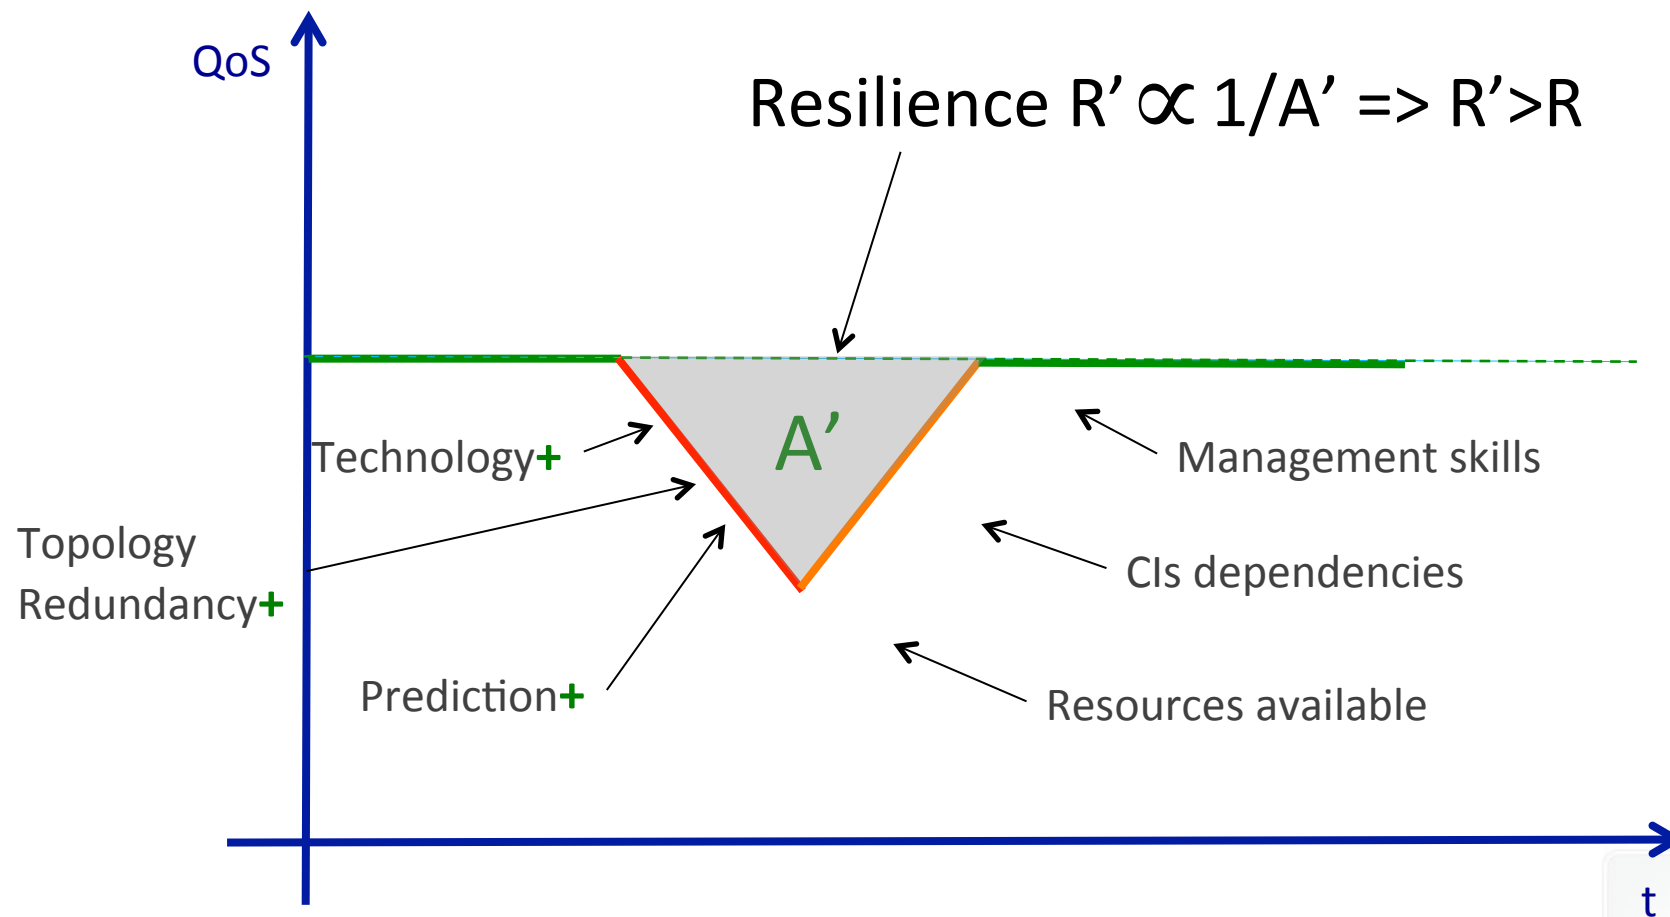 QoS
Resilience R’ ∝ 1/A’ => R’>R
A’
Technology+
Management skills
Topology
Redundancy+
CIs dependencies
Prediction+
Resources available
t